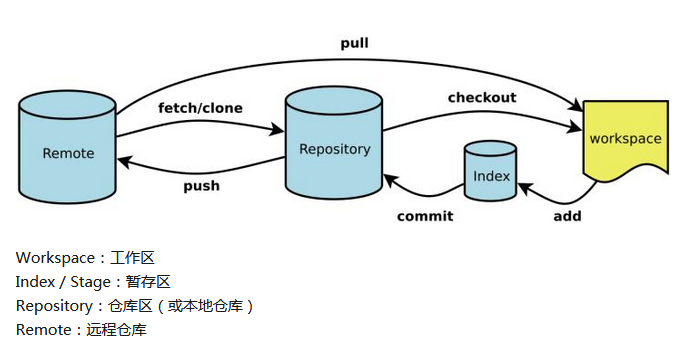 pull
fetch/clone
checkout
Remote
Repository
workspace
Index
push
commit
add
Workspace：工作区
Index / Stage：暂存区
Repository：仓库区（或本地仓库）
Remote：远程仓库